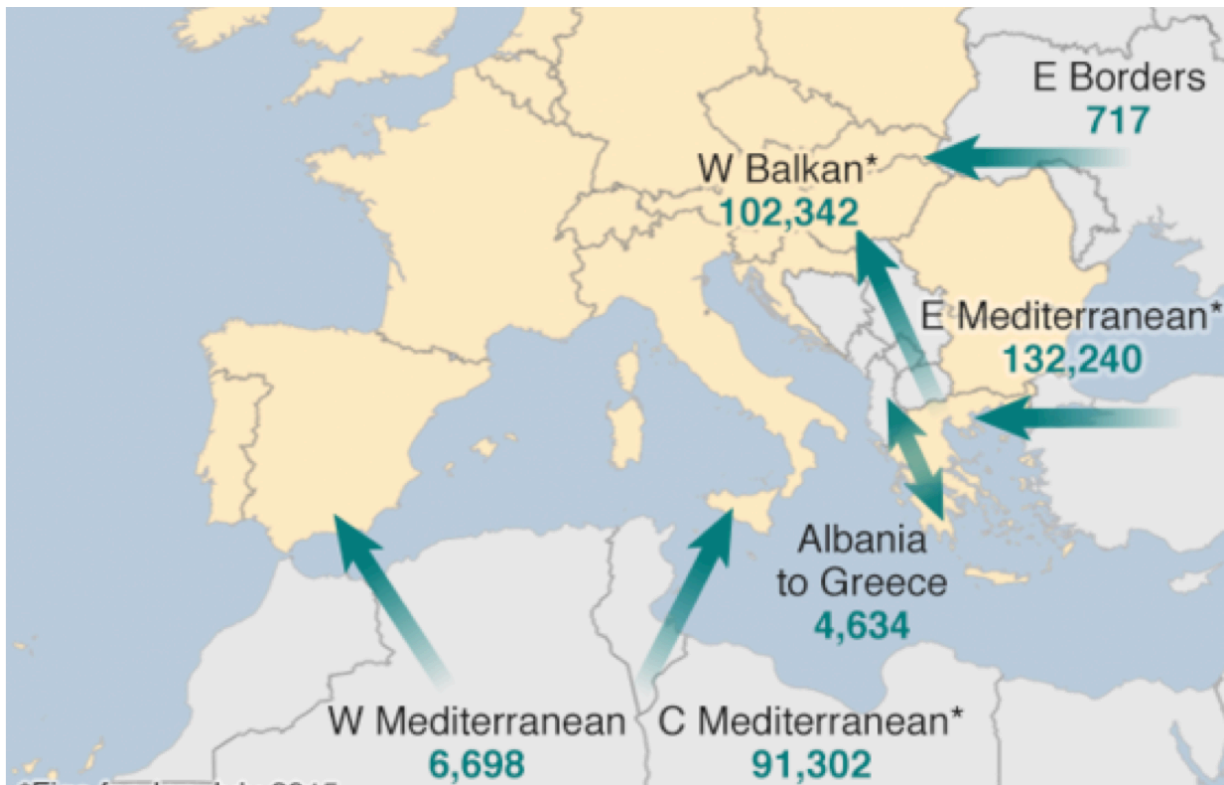 E Borders
717
W Balkan*
102,342
E Mediterranean*
132,240
Albania
to Greece
4,634
W Mediterranean
6,698
C Mediterranean*
91,302